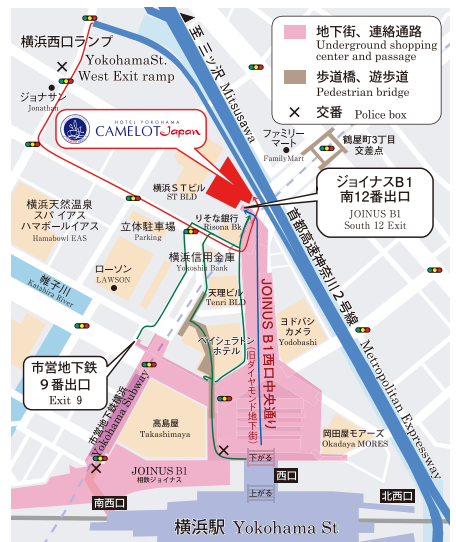 横浜西口ランプ
YokohamaSt.
West Exit ramp
至 三ッ沢 Mitsusawa
地下街、連絡通路
Underground shopping
center and passage
歩道橋、遊歩道
Pedestrian bridge
交番 Police box
ジョナサン
Jonathan
HOTEL YOKOHAMA
CAMELOT Japan
ファミリー
マート
FamilyMart
鶴屋町3丁目
交差点
横浜STビル
ST BLD
ジョイナスB1
南12番出口
JOINUS B1
South 12 Exit
横浜天然温泉
スパ イアス
ハマボールイアス
Hamabowl EAS
立体駐車場
Parking
りそな銀行
Risona Bk
横浜信用金庫
Yokoshin Bank
首都高速神奈川2号線
Metropolitan Expressway
帷子川
Katabira River
ローソン
LAWSON
天理ビル
Tenri BLD
JOINUS B1 西口中央通り
(旧ダイヤモンド地下街)
ヨドバシ
カメラ
Yodobashi
ベイシェラトン
ホテル
市営地下鉄
9番出口
Exit 9
市営地下鉄横浜
Yokohama Subway
高島屋
Takashimaya
岡田屋モアーズ
Okadaya MORES
JOINUS B1
相鉄ジョイナス
下がる
西口
上がる
南西口
北西口
横浜駅 Yokohama St